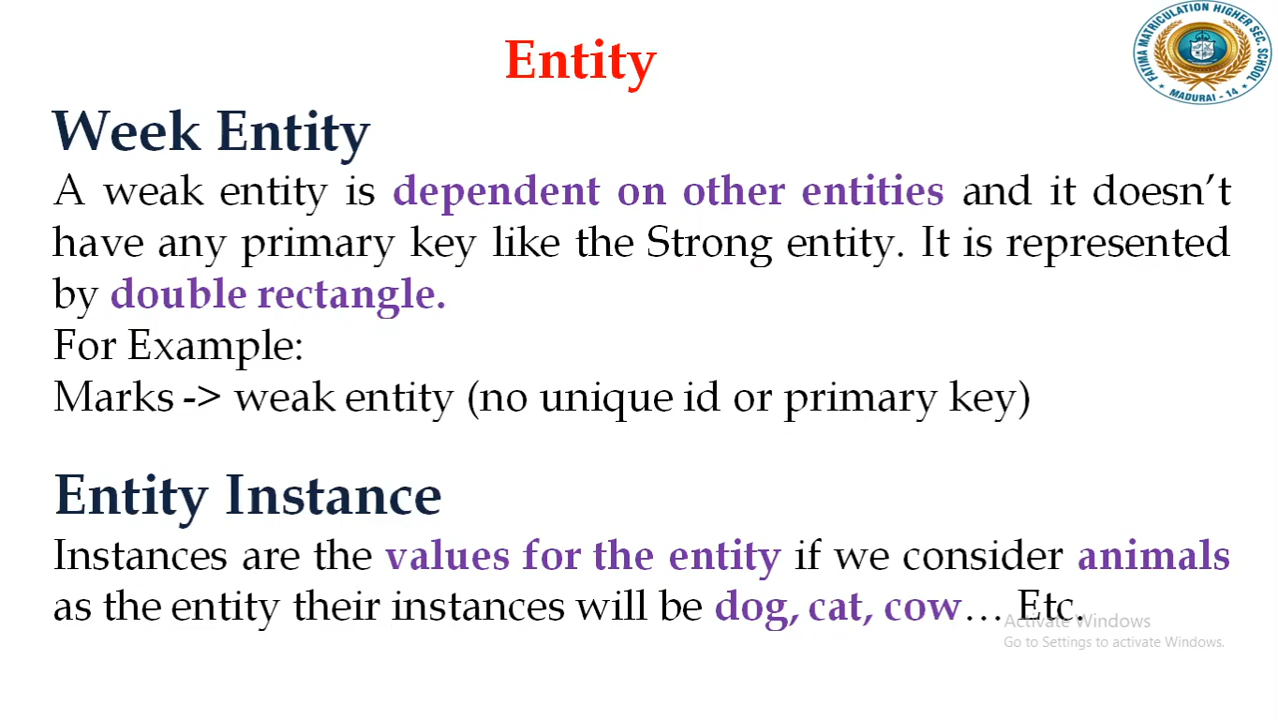 Entity
FATIMA MATRICULATION HIGHER SEC. SCHOOL
MADURAI - 14
Week Entity
A weak entity is dependent on other entities and it doesn’t
have any primary key like the Strong entity. It is represented
by double rectangle.
For Example:
Marks -> weak entity (no unique id or primary key)
Entity Instance
Instances are the values for the entity if we consider animals
as the entity their instances will be dog, cat, cow… Etc.
Activate Windows
Go to Settings to activate Windows.